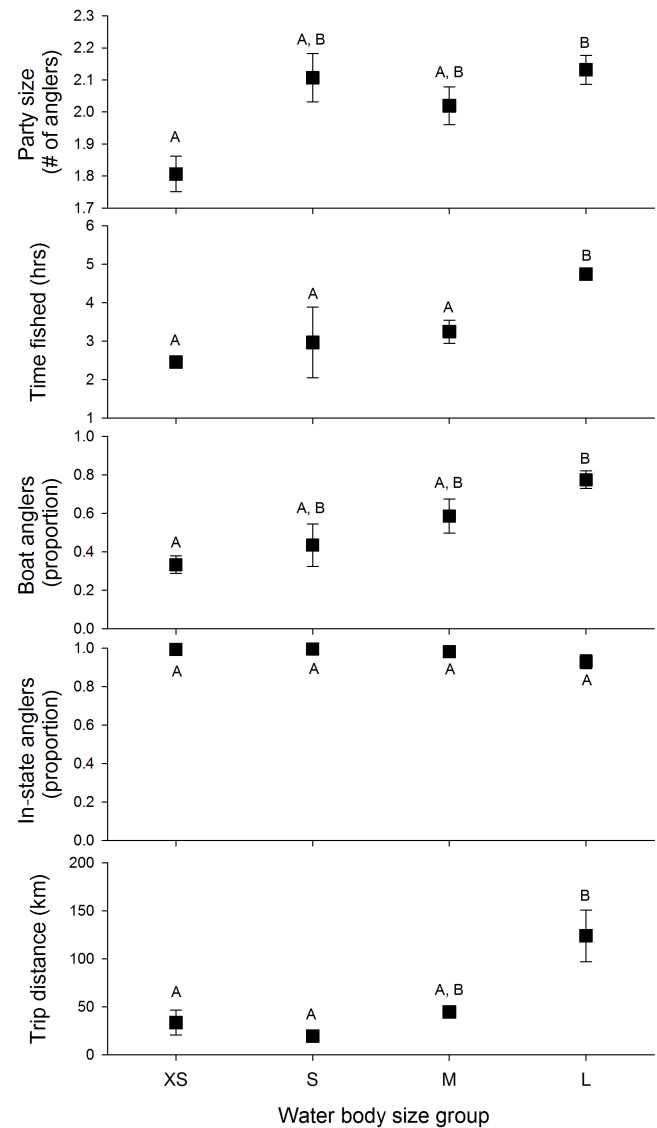 Party size
(# of anglers)
2.3
2.2
2.1
2.0
1.9
1.8
1.7
A
A, B
A, B
B
Time fished (hrs)
6
5
4
3
2
1
A
A
A
B
Boat anglers
(proportion)
1.0
0.8
0.6
0.4
0.2
0.0
A
A, B
A, B
B
In-state anglers
(proportion)
1.0
0.8
0.6
0.4
0.2
0.0
A
A
A
A
Trip distance (km)
200
150
100
50
0
A
A
A, B
B
XS
S
M
L
Water body size group